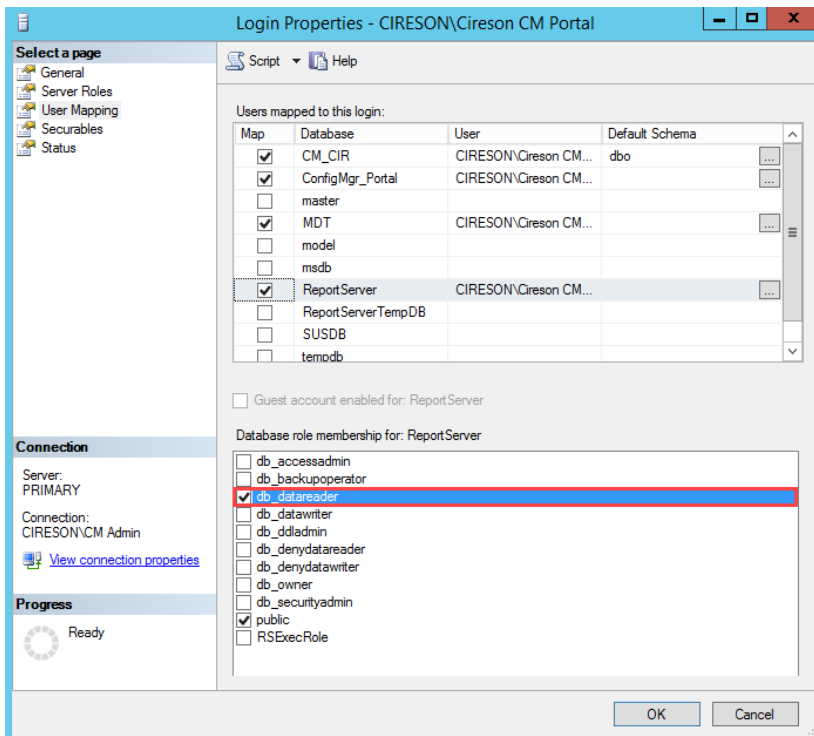 Login Properties - CIRESON\Cireson CM Portal
Select a page
General
Server Roles
User Mapping
Securables
Status
Script
Help
Users mapped to this login:
Map Database User Default Schema
CM_CIR CIRESON\Cireson CM... dbo ...
ConfigMgr_Portal CIRESON\Cireson CM... ...
master
MDT CIRESON\Cireson CM... ...
model
msdb
ReportServer CIRESON\Cireson CM... ...
ReportServerTempDB
SUSDB
tempdb
Guest account enabled for: ReportServer
Database role membership for: ReportServer
db_accessadmin
db_backupoperator
db_datareader
db_datawriter
db_ddladmin
db_denydatareader
db_denydatawriter
db_owner
db_securityadmin
public
RSExecRole
Connection
Server:
PRIMARY
Connection:
CIRESON\CM Admin
View connection properties
Progress
Ready
OK
Cancel